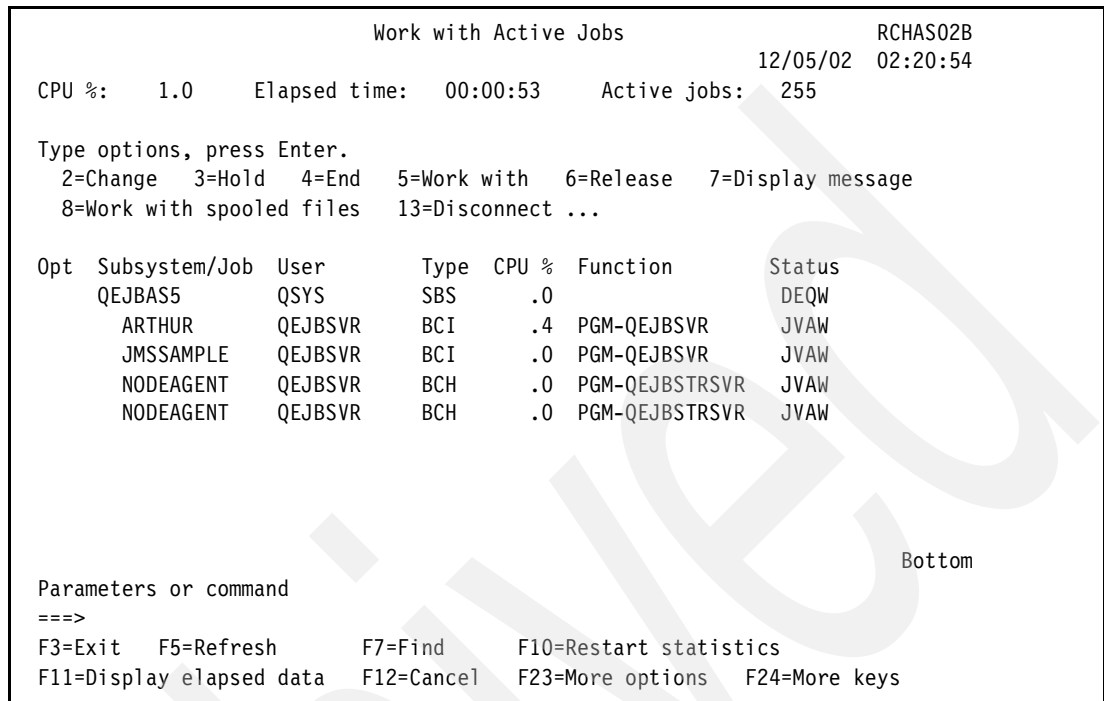 Work with Active Jobs RCHAS02B
12/05/02 02:20:54
CPU %: 1.0 Elapsed time: 00:00:53 Active jobs: 255
Type options, press Enter.
2=Change 3=Hold 4=End 5=Work with 6=Release 7=Display message
8=Work with spooled files 13=Disconnect ...
Opt Subsystem/Job User Type CPU % Function Status
QEJBAS5 QSYS SBS .0 DEQW
ARTHUR QEJBSVR BCI .4 PGM-QEJBSVR JVAW
JMSSAMPLE QEJBSVR BCI .0 PGM-QEJBSVR JVAW
NODEAGENT QEJBSVR BCH .0 PGM-QEJBSTRSVR JVAW
NODEAGENT QEJBSVR BCH .0 PGM-QEJBSTRSVR JVAW
Bottom
Parameters or command
===>
F3=Exit F5=Refresh F7=Find F10=Restart statistics
F11=Display elapsed data F12=Cancel F23=More options F24=More keys